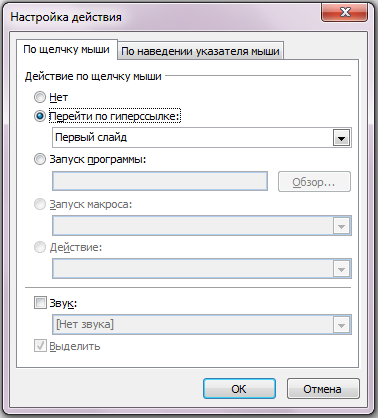 Настройка действия
По щелчку мыши По наведении указателя мыши
Действие по щелчку мыши
Нет
Перейти по гиперссылке:
Первый слайд
Запуск программы:
Обзор...
Запуск макроса:
Действие:
Звук:
[Нет звука]
Выделить
ОК Отмена